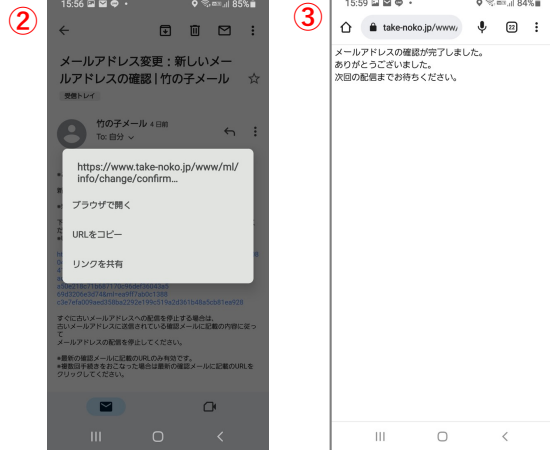 ②
15:56
85%
メールアドレス変更：新しいメー
ルアドレスの確認 | 竹の子メール
受信トレイ
竹の子メール 4 日前
To: 自分
https://www.take-noko.jp/www/ml/
info/change/confirm...
ブラウザで開く
URLをコピー
リンクを共有
c3e7efa009aed358ba2292e199c519a2d361b48a5cb81ea928
すぐに古いメールアドレスへの配信を停止する場合は、
古いメールアドレスに送信されている確認メールに記載の内容に従っ
て
メールアドレスの配信を停止してください。
*最新の確認メールに記載のURLのみ有効です。
*複数回手続きをおこなった場合は最新の確認メールに記載のURLを
クリックしてください。
③
15:59
84%
take-noko.jp/www/
22
メールアドレスの確認が完了しました。
ありがとうございました。
次回の配信までお待ちください。